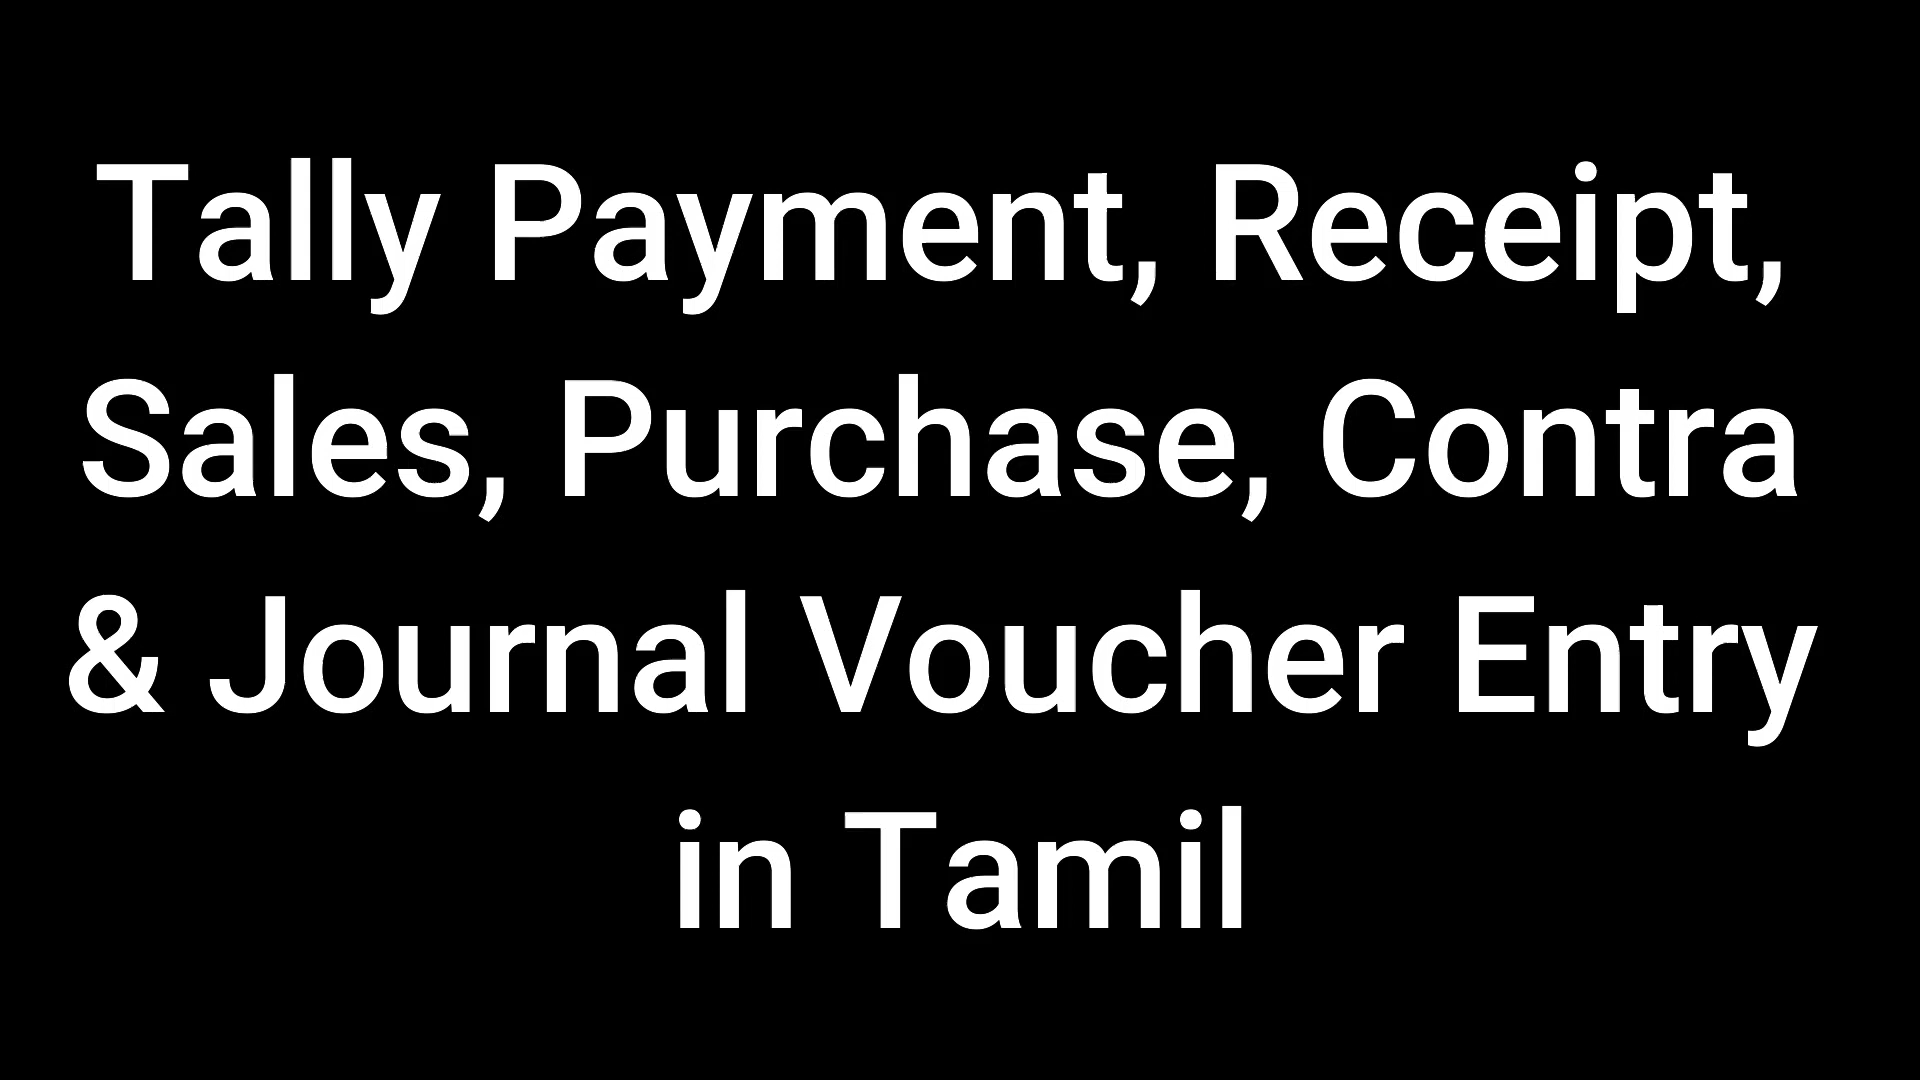 Tally Payment, Receipt,
Sales, Purchase, Contra
& Journal Voucher Entry
in Tamil